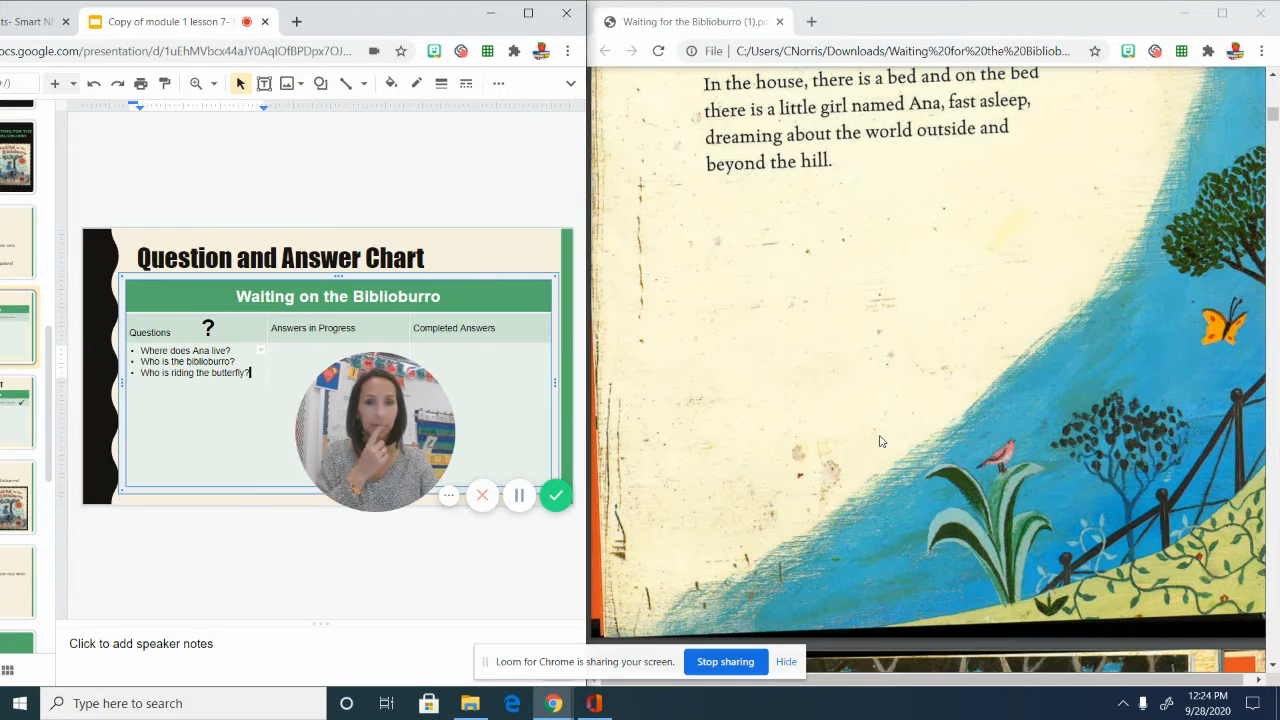 ts- Smart N
Copy of module 1 lesson 7-
ocs.google.com/presentation/d/1uEhMVbcx44aJY0AqIOfBPDpx7OJ...
Question and Answer Chart
Waiting on the Biblioburro
Questions ? Answers in Progress Completed Answers
• Where does Ana live?
• Who is the biblioburro?
• Who is riding the butterfly?
Click to add speaker notes
Waiting for the Biblioburro (1).p
File C:/Users/CNorris/Downloads/Waiting%20for%20the%20Bibliob...
In the house, there is a bed and on the bed
there is a little girl named Ana, fast asleep,
dreaming about the world outside and
beyond the hill.
Loom for Chrome is sharing your screen. Stop sharing Hide
Type here to search
12:24 PM
9/28/2020